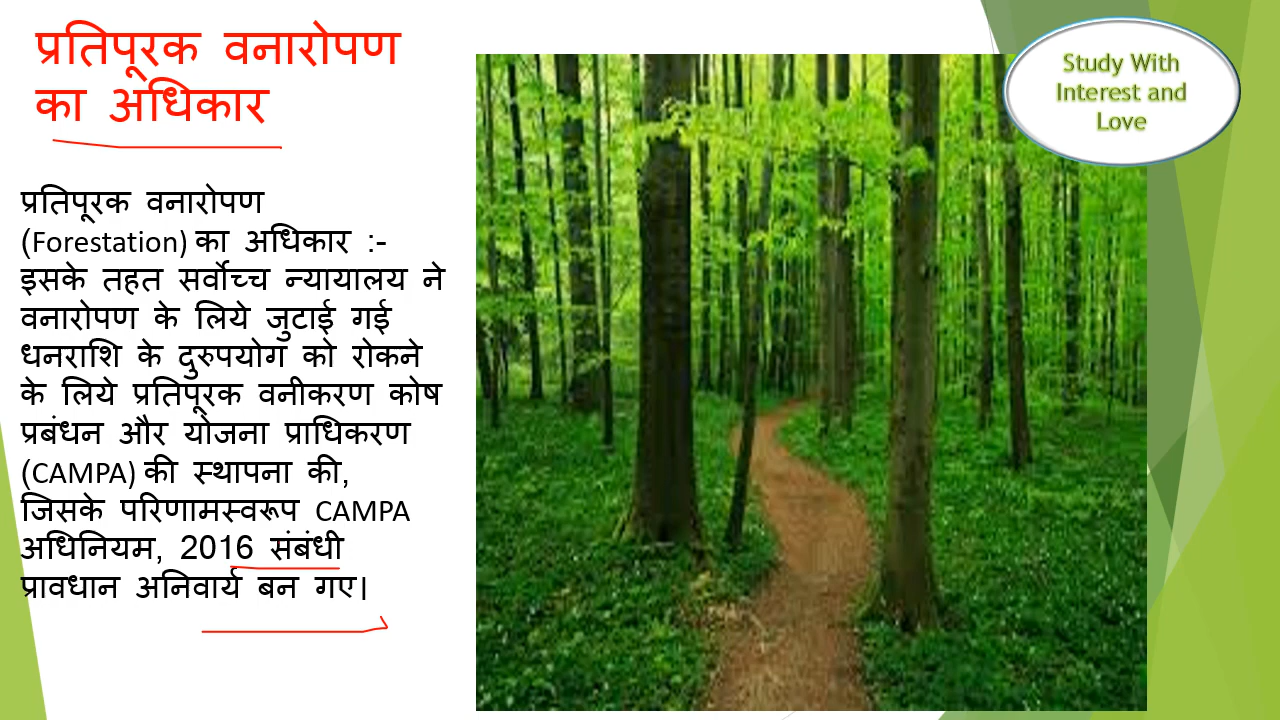 प्रतिपूरक वनारोपण
का अधिकार
Study With
Interest and
Love
प्रतिपूरक वनारोपण
(Forestation) का अधिकार :-
इसके तहत सर्वोच्च न्यायालय ने
वनारोपण के लिये जुटाई गई
धनराशि के दुरुपयोग को रोकने
के लिये प्रतिपूरक वनीकरण कोष
प्रबंधन और योजना प्राधिकरण
(CAMPA) की स्थापना की,
जिसके परिणामस्वरूप CAMPA
अधिनियम, 2016 संबंधी
प्रावधान अनिवार्य बन गए।